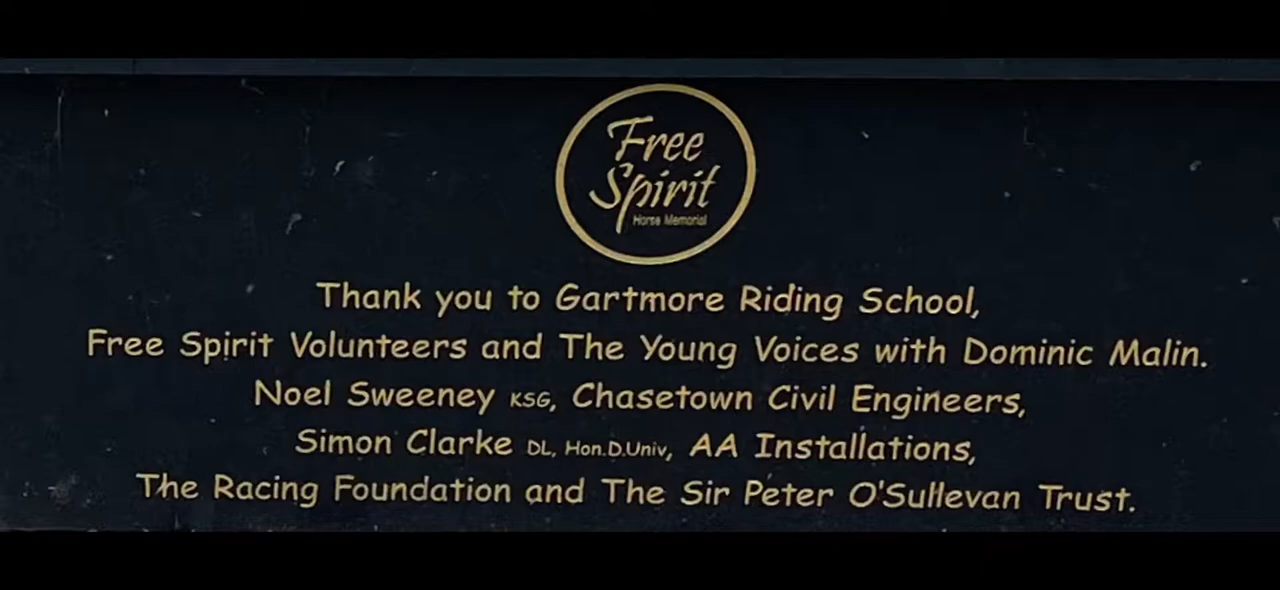 Free
Spirit
Horse Memorial
Thank you to Gartmore Riding School,
Free Spirit Volunteers and The Young Voices with Dominic Malin.
Noel Sweeney KSG, Chasetown Civil Engineers,
Simon Clarke DL, Hon.D.Univ, AA Installations,
The Racing Foundation and The Sir Peter O'Sullevan Trust.